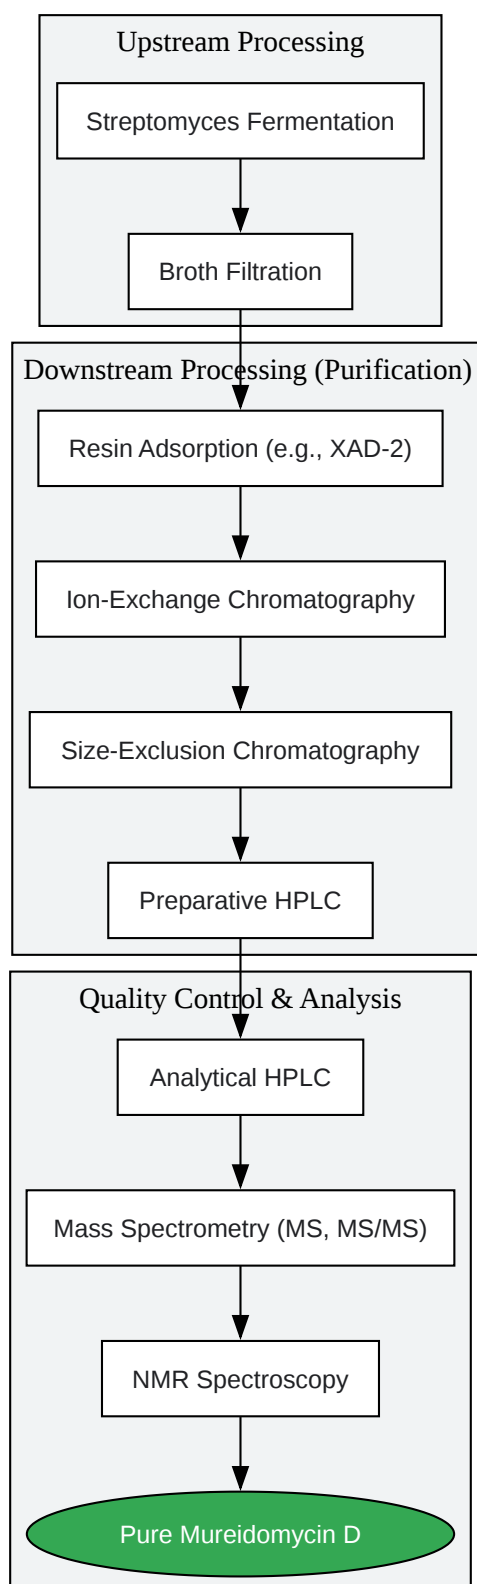 Upstream Processing
Streptomyces Fermentation
Broth Filtration
Downstream Processing (Purification)
Resin Adsorption (e.g., XAD-2)
Ion-Exchange Chromatography
Size-Exclusion Chromatography
Preparative HPLC
Quality Control & Analysis
Analytical HPLC
Mass Spectrometry (MS, MS/MS)
NMR Spectroscopy
Pure Mureidomycin D